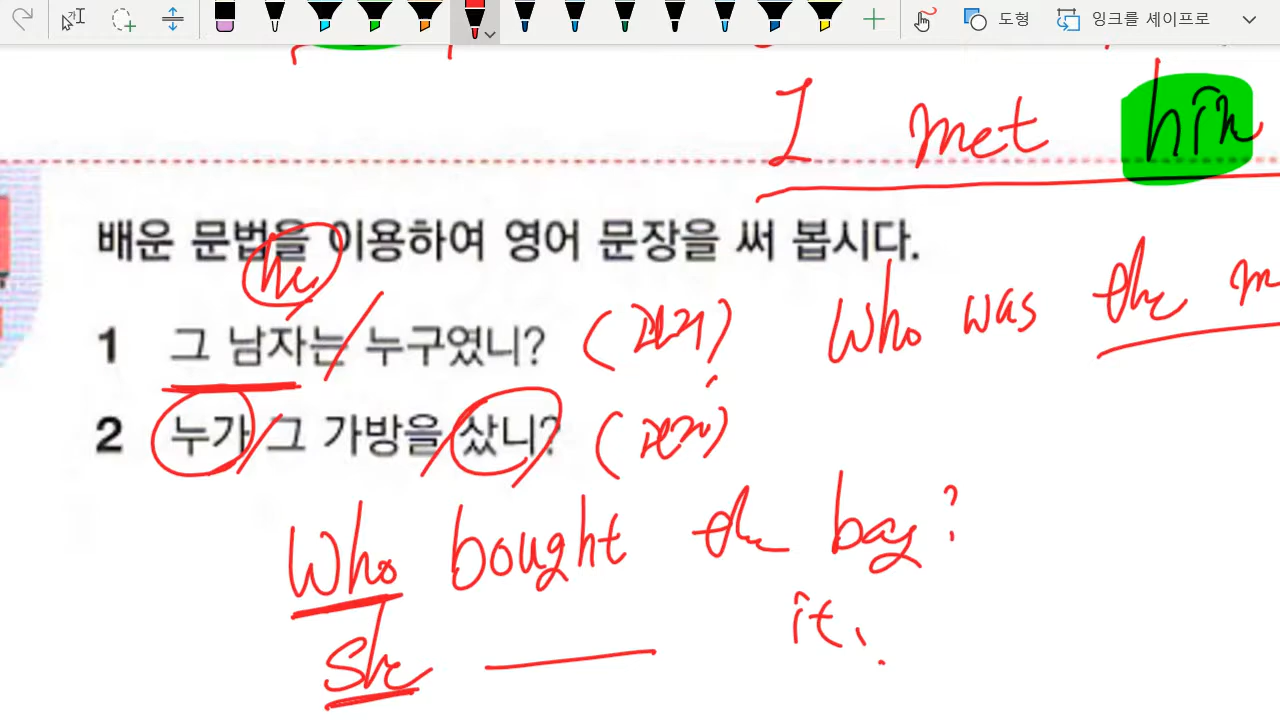 도형 잉크를 셰이프로
I met him
배운 문법을 이용하여 영어 문장을 써 봅시다.
he
1 그 남자는 누구였니? (과거) Who was the m
2 누가 그 가방을 샀니? (과거)
Who bought the bag?
She it.